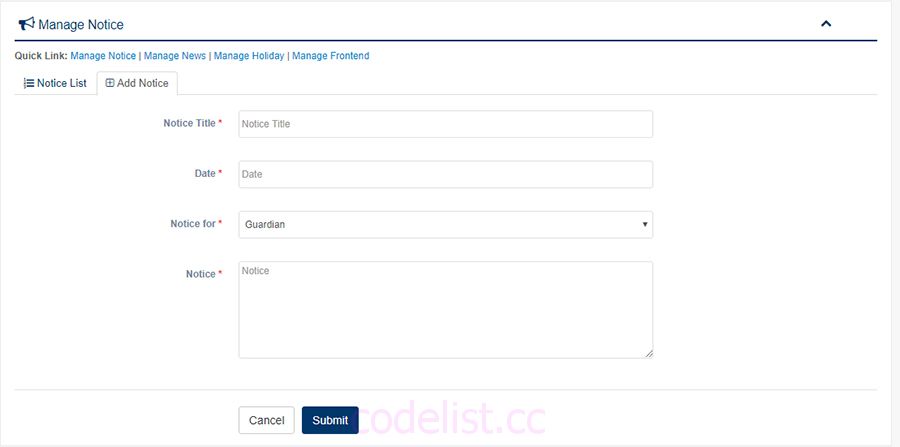 Manage Notice
Quick Link: Manage Notice | Manage News | Manage Holiday | Manage Frontend
Notice List Add Notice
Notice Title * Notice Title
Date * Date
Notice for * Guardian
Notice * Notice
Cancel Submit codelist.cc